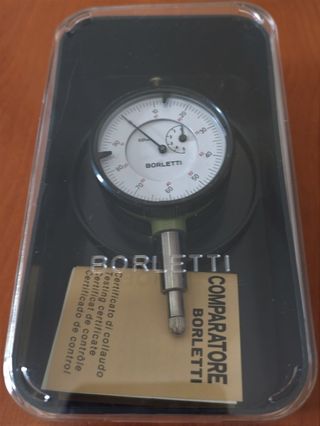 BORLETTI
BORLETTI
COMPARATORE
BORLETTI
Certificato di collaudo
Testing certificate
Certificat de contrôle
Certificado de control